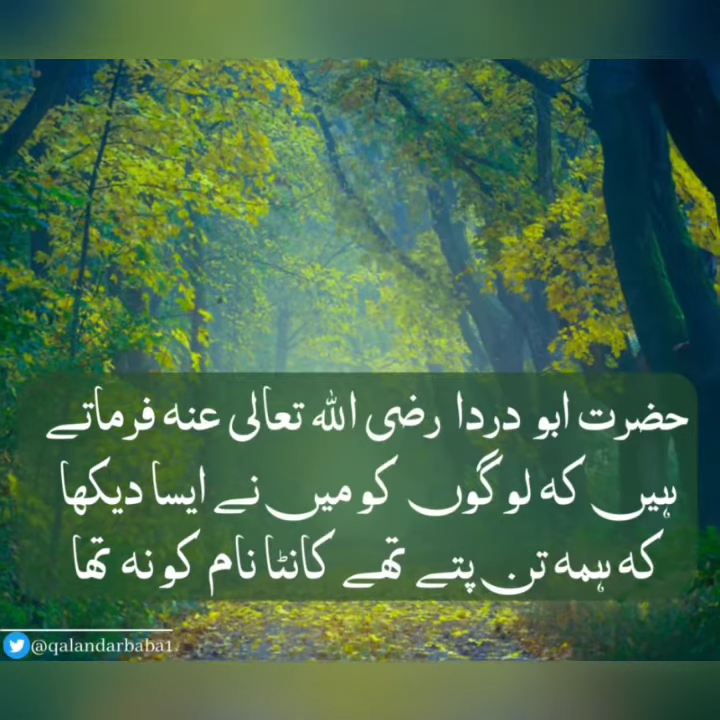 حضرت ابو دردا رضی اللہ تعالی عنہ فرماتے
ہیں کہ لوگوں کو میں نے ایسا دیکھا
کہ ہمہ تن پتے تھے کانٹا نام کو نہ تھا
@qalandarbaba1